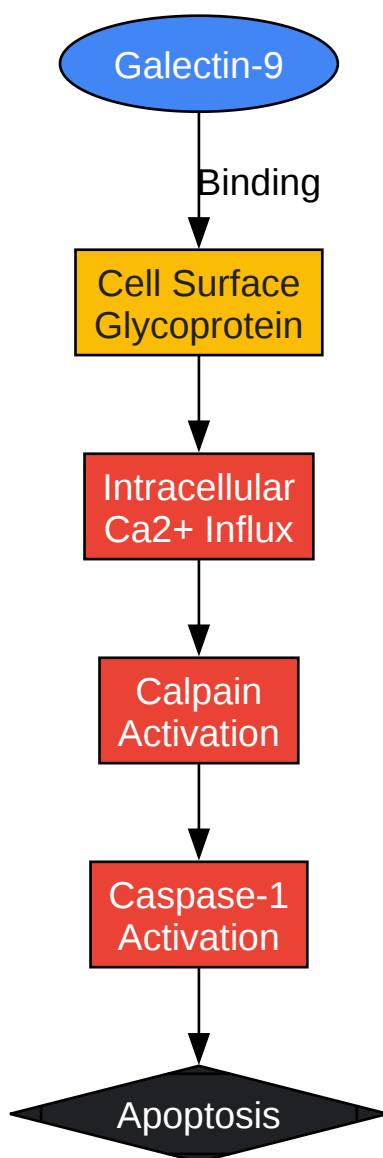 Galectin-9
Binding
Cell Surface
Glycoprotein
Intracellular
Ca2+ Influx
Calpain
Activation
Caspase-1
Activation
Apoptosis